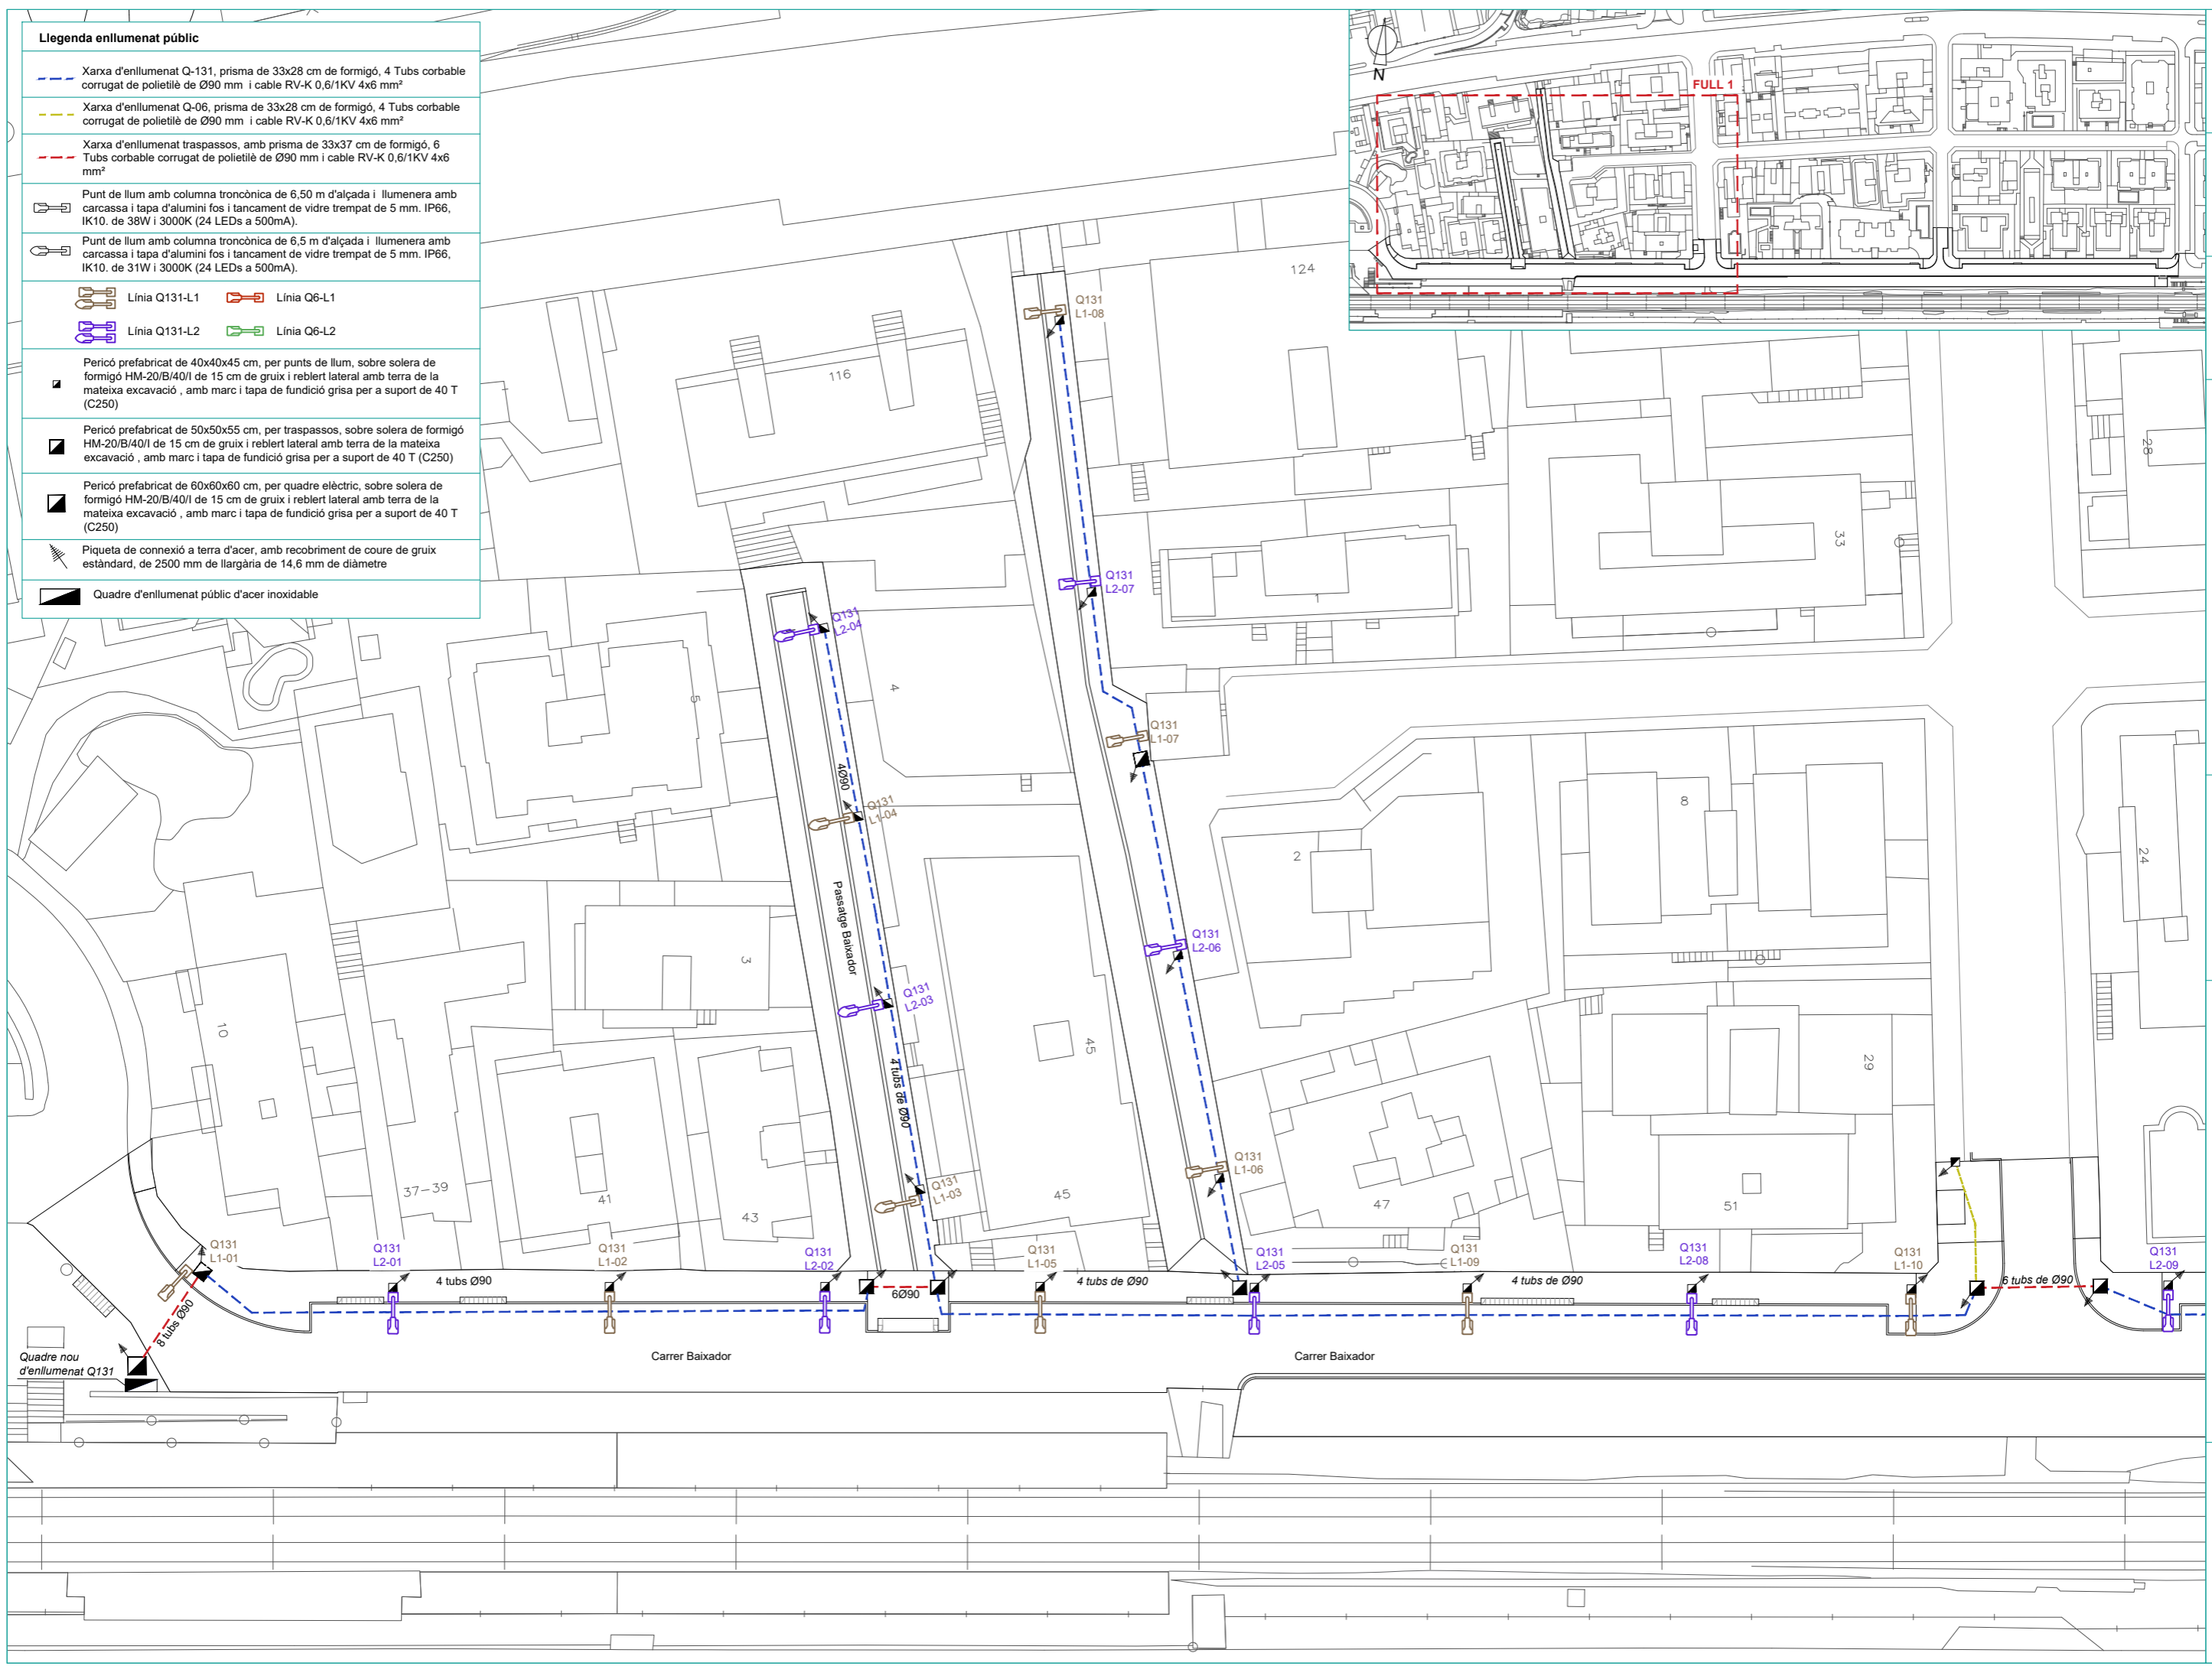 Llegenda enllumenat públic
Xarxa d'enllumenat Q-131, prisma de 33x28 cm de formigó, 4 Tubs corbable
corrugat de polietilè de Ø90 mm i cable RV-K 0,6/1KV 4x6 mm²
Xarxa d'enllumenat Q-06, prisma de 33x28 cm de formigó, 4 Tubs corbable
corrugat de polietilè de Ø90 mm i cable RV-K 0,6/1KV 4x6 mm²
Xarxa d'enllumenat traspassos, amb prisma de 33x37 cm de formigó, 6
Tubs corbable corrugat de polietilè de Ø90 mm i cable RV-K 0,6/1KV 4x6
mm²
Punt de llum amb columna troncònica de 6,50 m d'alçada i llumenera amb
carcassa i tapa d'alumini fos i tancament de vidre trempat de 5 mm. IP66,
IK10. de 38W i 3000K (24 LEDs a 500mA).
Punt de llum amb columna troncònica de 6,5 m d'alçada i llumenera amb
carcassa i tapa d'alumini fos i tancament de vidre trempat de 5 mm. IP66,
IK10. de 31W i 3000K (24 LEDs a 500mA).
Línia Q131-L1
Línia Q6-L1
Línia Q131-L2
Línia Q6-L2
Pericó prefabricat de 40x40x45 cm, per punts de llum, sobre solera de
formigó HM-20/B/40/I de 15 cm de gruix i reblert lateral amb terra de la
mateixa excavació , amb marc i tapa de fundició grisa per a suport de 40 T
(C250)
Pericó prefabricat de 50x50x55 cm, per traspassos, sobre solera de formigó
HM-20/B/40/I de 15 cm de gruix i reblert lateral amb terra de la mateixa
excavació , amb marc i tapa de fundició grisa per a suport de 40 T (C250)
Pericó prefabricat de 60x60x60 cm, per quadre elèctric, sobre solera de
formigó HM-20/B/40/I de 15 cm de gruix i reblert lateral amb terra de la
mateixa excavació , amb marc i tapa de fundició grisa per a suport de 40 T
(C250)
Piqueta de connexió a terra d'acer, amb recobriment de coure de gruix
estàndard, de 2500 mm de llargària de 14,6 mm de diàmetre
Quadre d'enllumenat públic d'acer inoxidable
N
FULL 1
124
Q131
L1-08
116
28
33
Q131
L2-07
1
Q131
L2-04
4
5
Q131
L1-07
4Ø90
Q131
L1-04
8
2
24
Passatge Baixador
Q131
L2-06
3
Q131
L2-03
10
45
29
4 tubs de Ø90
Q131
L1-06
Q131
L1-03
37-39
41
43
45
47
51
Q131
L1-01
Q131
L2-01
Q131
L1-02
Q131
L2-02
Q131
L1-05
Q131
L2-05
Q131
L1-09
Q131
L2-08
Q131
L1-10
Q131
L2-09
4 tubs Ø90
6Ø90
4 tubs de Ø90
4 tubs de Ø90
6 tubs de Ø90
8 tubs Ø90
Quadre nou
d'enllumenat Q131
Carrer Baixador
Carrer Baixador